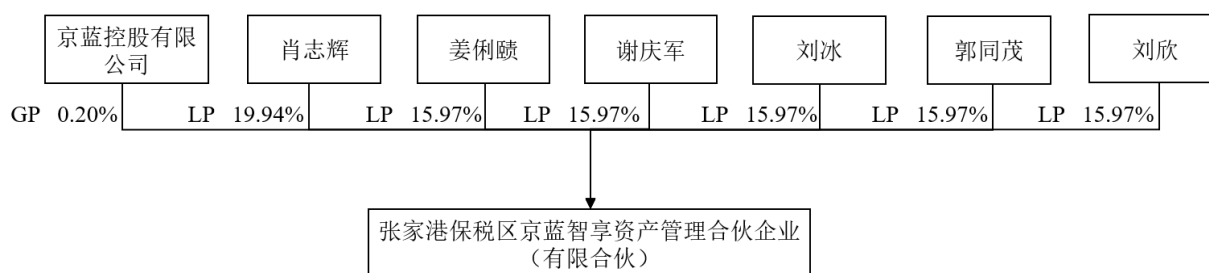 京蓝控股有限
公司
肖志辉
姜俐赜
谢庆军
刘冰
郭同茂
刘欣
GP 0.20% LP 19.94% LP 15.97% LP 15.97% LP 15.97% LP 15.97% LP 15.97%
张家港保税区京蓝智享资产管理合伙企业
（有限合伙）